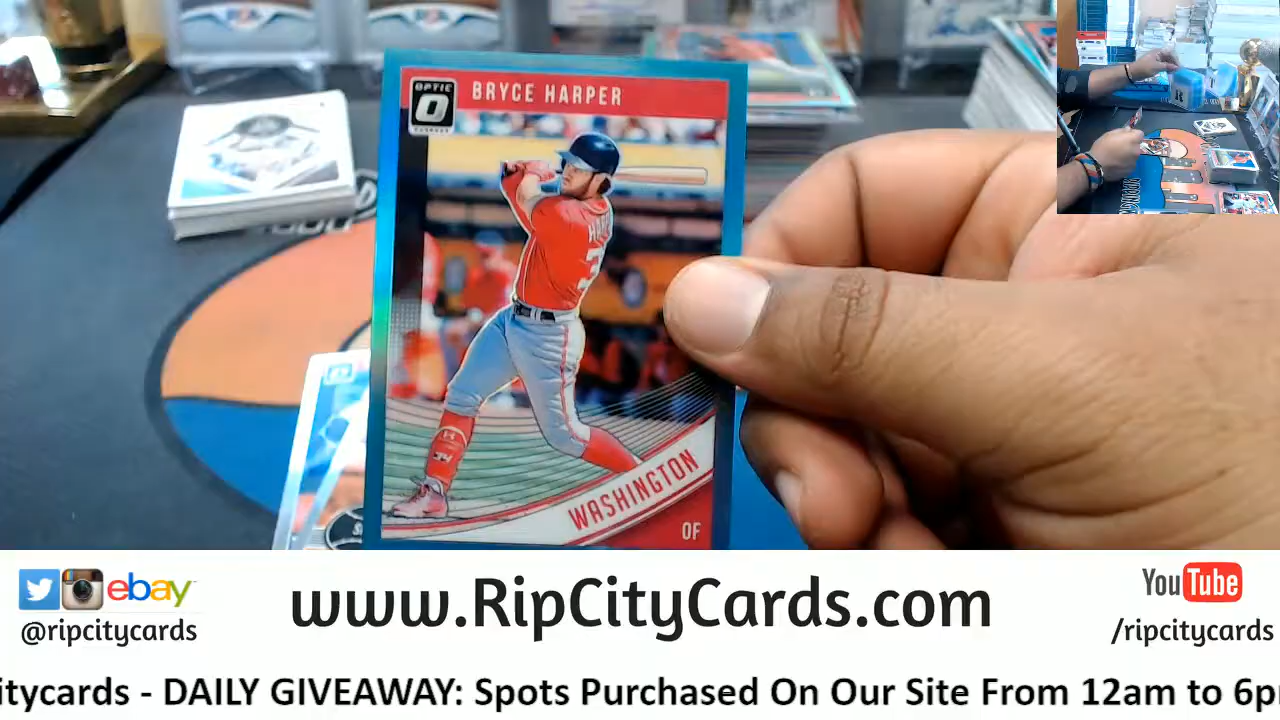 OPTIC
BRYCE HARPER
34
WASHINGTON
OF
ebay
@ripcitycards
www.RipCityCards.com
YouTube
/ripcitycards
itycards - DAILY GIVEAWAY: Spots Purchased On Our Site From 12am to 6p